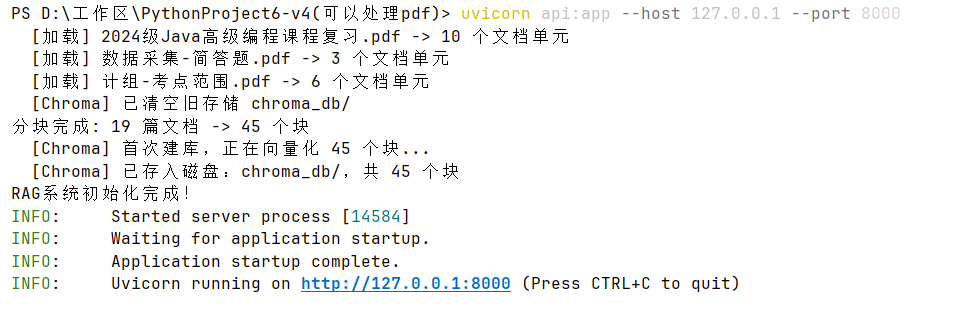 PS D:\工作区\PythonProject6-v4(可以处理pdf)> uvicorn api:app --host 127.0.0.1 --port 8000
[加载] 2024级Java高级编程课程复习.pdf -> 10 个文档单元
[加载] 数据采集-简答题.pdf -> 3 个文档单元
[加载] 计组-考点范围.pdf -> 6 个文档单元
[Chroma] 已清空旧存储 chroma_db/
分块完成: 19 篇文档 -> 45 个块
[Chroma] 首次建库，正在向量化 45 个块...
[Chroma] 已存入磁盘：chroma_db/，共 45 个块
RAG系统初始化完成！
INFO:     Started server process [14584]
INFO:     Waiting for application startup.
INFO:     Application startup complete.
INFO:     Uvicorn running on http://127.0.0.1:8000 (Press CTRL+C to quit)